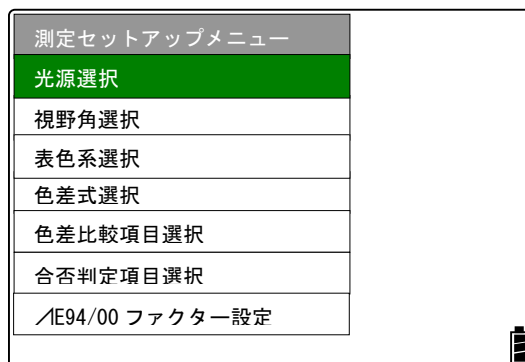 測定セットアップメニュー
光源選択
視野角選択
表色系選択
色差式選択
色差比較項目選択
合否判定項目選択
⊿E94/00 ファクター設定